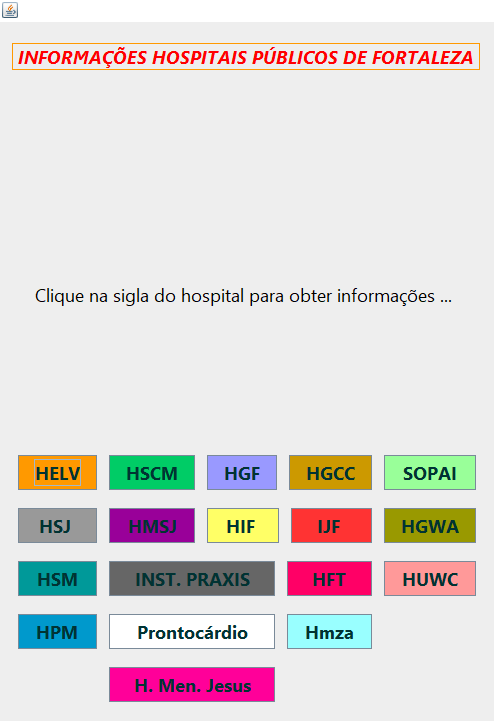 INFORMAÇÕES HOSPITAIS PÚBLICOS DE FORTALEZA
Clique na sigla do hospital para obter informações ...
HELV HSCM HGF HGCC SOPAI
HSJ HMSJ HIF IJF HGWA
HSM INST. PRAXIS HFT HUWC
HPM Prontocárdio Hmza
H. Men. Jesus